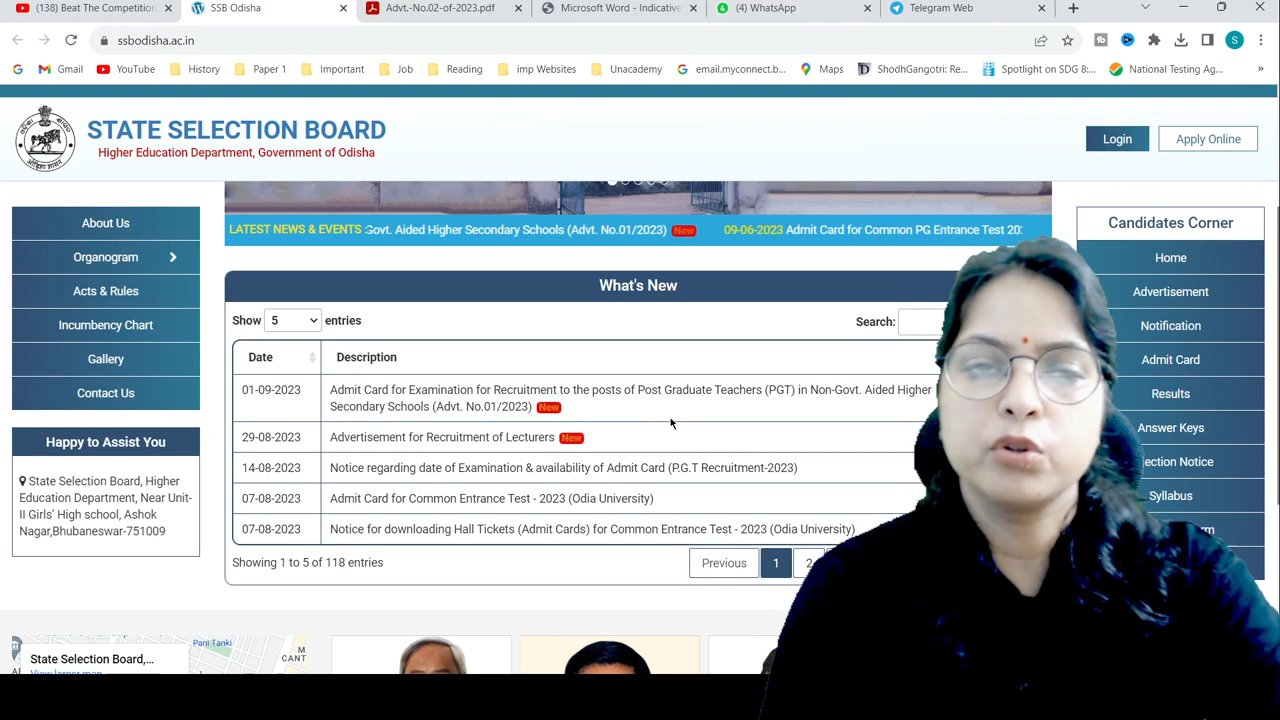 (138) Beat The Competition
SSB Odisha
Advt.-No.02-of-2023.pdf
Microsoft Word - Indicative
(4) WhatsApp
Telegram Web
ssbodisha.ac.in
S
Gmail
YouTube
History
Paper 1
Important
Job
Reading
imp Websites
Unacademy
email.myconnect.b...
Maps
ShodhGangotri: Re...
Spotlight on SDG 8:...
National Testing Ag...
»
STATE SELECTION BOARD
Higher Education Department, Government of Odisha
Login
Apply Online
About Us
Organogram
Acts & Rules
Incumbency Chart
Gallery
Contact Us
Happy to Assist You
State Selection Board, Higher
Education Department, Near Unit-
II Girls' High school, Ashok
Nagar,Bhubaneswar-751009
LATEST NEWS & EVENTS :Govt. Aided Higher Secondary Schools (Advt. No.01/2023) New 09-06-2023 Admit Card for Common PG Entrance Test 202
What's New
Show 5 entries
Search:
Date Description
01-09-2023 Admit Card for Examination for Recruitment to the posts of Post Graduate Teachers (PGT) in Non-Govt. Aided Higher
Secondary Schools (Advt. No.01/2023) New
29-08-2023 Advertisement for Recruitment of Lecturers New
14-08-2023 Notice regarding date of Examination & availability of Admit Card (P.G.T Recruitment-2023)
07-08-2023 Admit Card for Common Entrance Test - 2023 (Odia University)
07-08-2023 Notice for downloading Hall Tickets (Admit Cards) for Common Entrance Test - 2023 (Odia University)
Showing 1 to 5 of 118 entries
Previous 1 2
Candidates Corner
Home
Advertisement
Notification
Admit Card
Results
Answer Keys
ection Notice
Syllabus
Pani Tanki
M
CANT
State Selection Board,...
View larger map